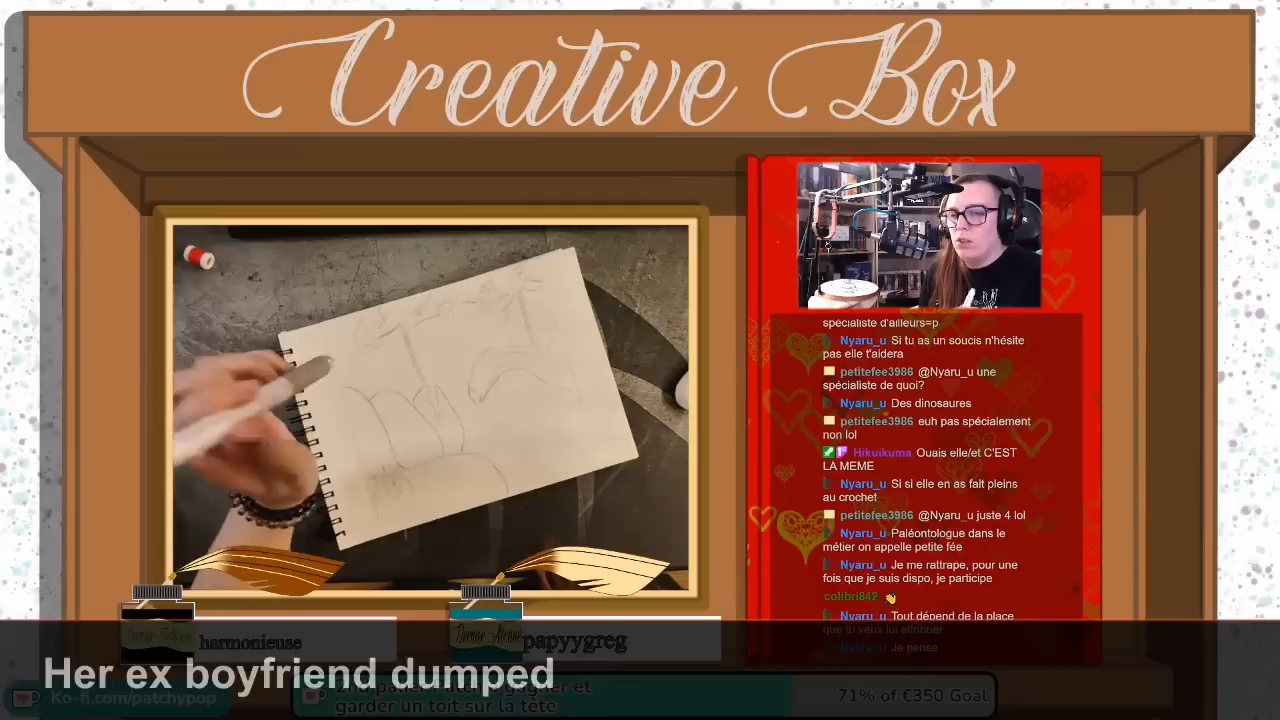 Creative Box
spécialiste d'ailleurs=p
Nyaru_u Si tu as un soucis n'hésite
pas elle t'aidera
petitefee3986 @Nyaru_u une
spécialiste de quoi?
Nyaru_u Des dinosaures
petitefee3986 euh pas spécialement
non lol
Hikuikuma Ouais elle/et C'EST
LA MEME
Nyaru_u Si si elle en as fait pleins
au crochet
petitefee3986 @Nyaru_u juste 4 lol
Nyaru_u Paléontologue dans le
métier on appelle petite fée
Nyaru_u Je me rattrape, pour une
fois que je suis dispo, je participe
colibri842
Nyaru_u Tout dépend de la place
que tu veux lui attribuer
Nyaru_u Je pense
harmonieuse
papyygreg
Her ex boyfriend dumped
Ko-fi.com/patchypop
garder un toit sur la tête
71% of €350 Goal